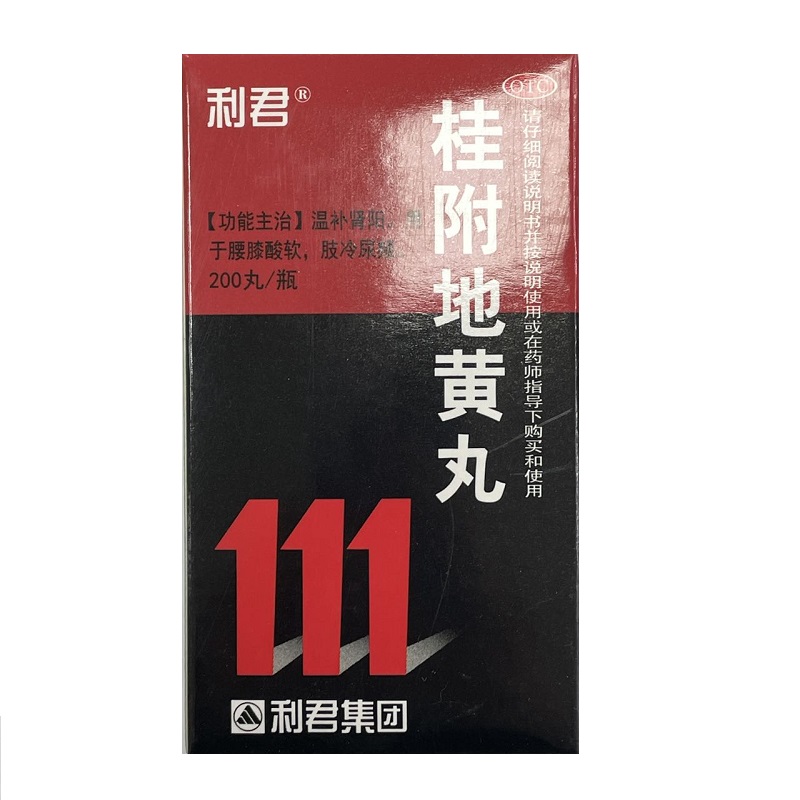 利君®
OTC
桂附地黄丸
请仔细阅读说明书并按说明使用或在药师指导下购买和使用
【功能主治】温补肾阳。用
于腰膝酸软，肢冷尿频
200丸/瓶
111
利君集团